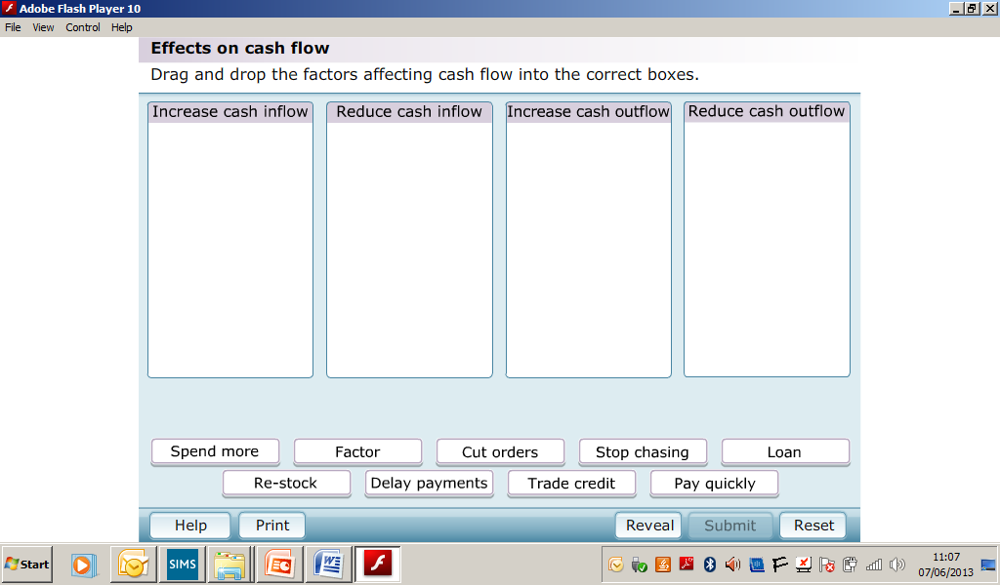 Adobe Flash Player 10
File View Control Help
Effects on cash flow
Drag and drop the factors affecting cash flow into the correct boxes.
Increase cash inflow Reduce cash inflow Increase cash outflow Reduce cash outflow
Spend more Factor Cut orders Stop chasing Loan
Re-stock Delay payments Trade credit Pay quickly
Help Print Reveal Submit Reset
Start SIMS 11:07
07/06/2013